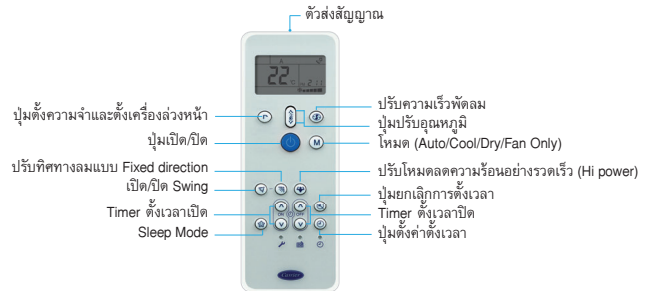 ตัวส่งสัญญาณ
22
ปุ่มตั้งความจำและตั้งเครื่องล่วงหน้า
ปรับความเร็วพัดลม
ปุ่มปรับอุณหภูมิ
ปุ่มเปิด/ปิด
M
โหมด (Auto/Cool/Dry/Fan Only)
ปรับทิศทางลมแบบ Fixed direction
ปรับโหมดลดความร้อนอย่างรวดเร็ว (Hi power)
เปิด/ปิด Swing
ปุ่มยกเลิกการตั้งเวลา
Timer ตั้งเวลาเปิด
ON
OFF
Timer ตั้งเวลาปิด
Sleep Mode
ปุ่มตั้งค่าตั้งเวลา
Carrier